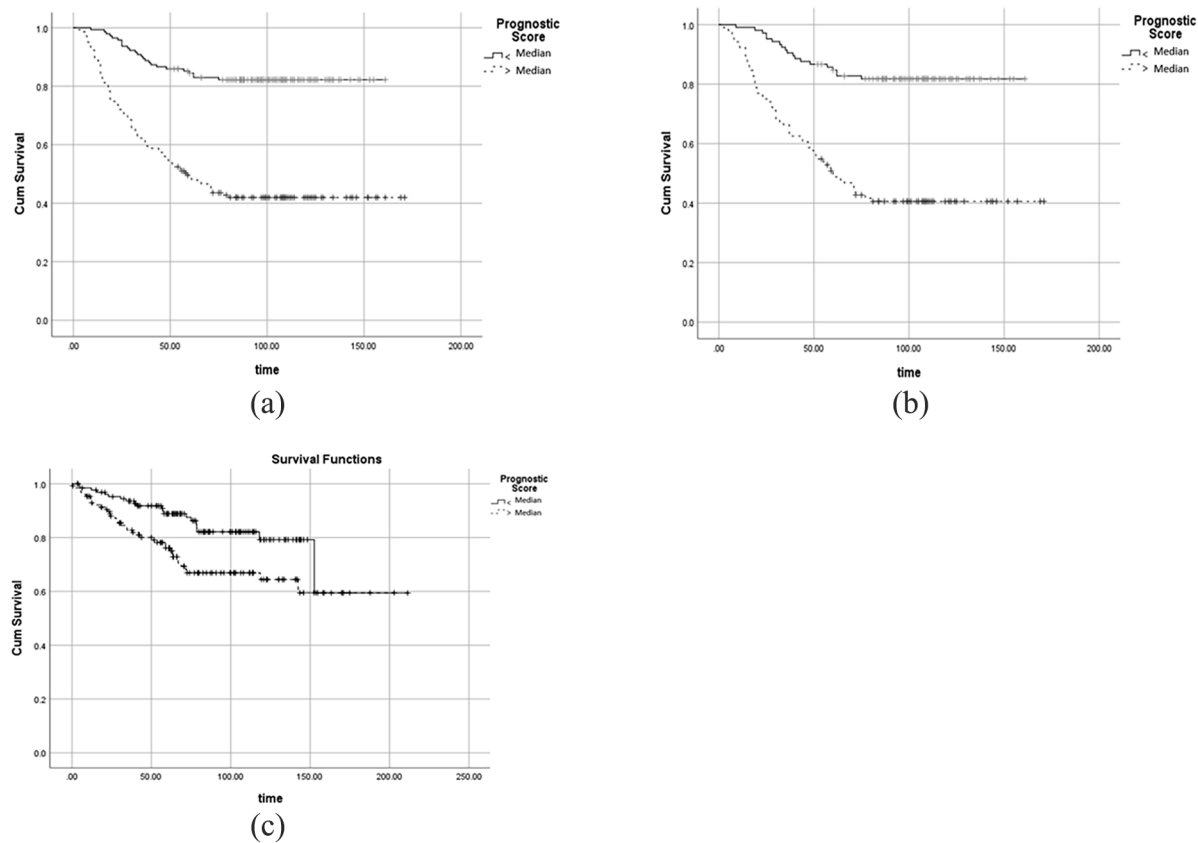 Prognostic
Score
< Median
> Median
1.0
0.8
0.6
0.4
0.2
0.0
Cum Survival
.00 50.00 100.00 150.00 200.00
time
(a)
Prognostic
Score
< Median
> Median
1.0
0.8
0.6
0.4
0.2
0.0
Cum Survival
.00 50.00 100.00 150.00 200.00
time
(b)
Survival Functions
Prognostic
Score
< Median
> Median
1.0
0.8
0.6
0.4
0.2
0.0
Cum Survival
.00 50.00 100.00 150.00 200.00 250.00
time
(c)